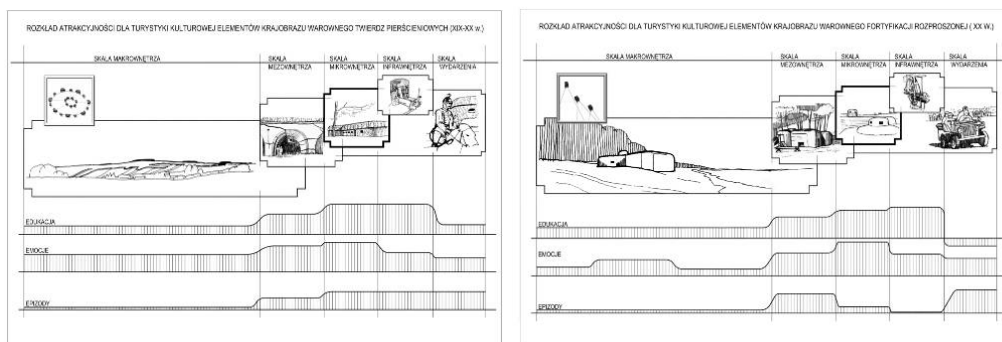 ROZKŁAD ATRAKCYJNOŚCI DLA TURYSTYKI KULTUROWEJ ELEMENTÓW KRAJOBRAZU WAROWNEGO TWIERDZ PIERŚCIENIOWYCH (XIX-XX w.)
SKALA MAKROWNĘTRZA
SKALA
MEZOWNĘTRZA
SKALA
MIKROWNĘTRZA
SKALA
INFRAWNĘTRZA
SKALA
WYDARZENIA
EDUKACJA
EMOCJE
EPIZODY
ROZKŁAD ATRAKCYJNOŚCI DLA TURYSTYKI KULTUROWEJ ELEMENTÓW KRAJOBRAZU WAROWNEGO FORTYFIKACJI ROZPROSZONEJ ( XX W.)
SKALA MAKROWNĘTRZA
SKALA
MEZOWNĘTRZA
SKALA
MIKROWNĘTRZA
SKALA
INFRAWNĘTRZA
SKALA
WYDARZENIA
EDUKACJA
EMOCJE
EPIZODY